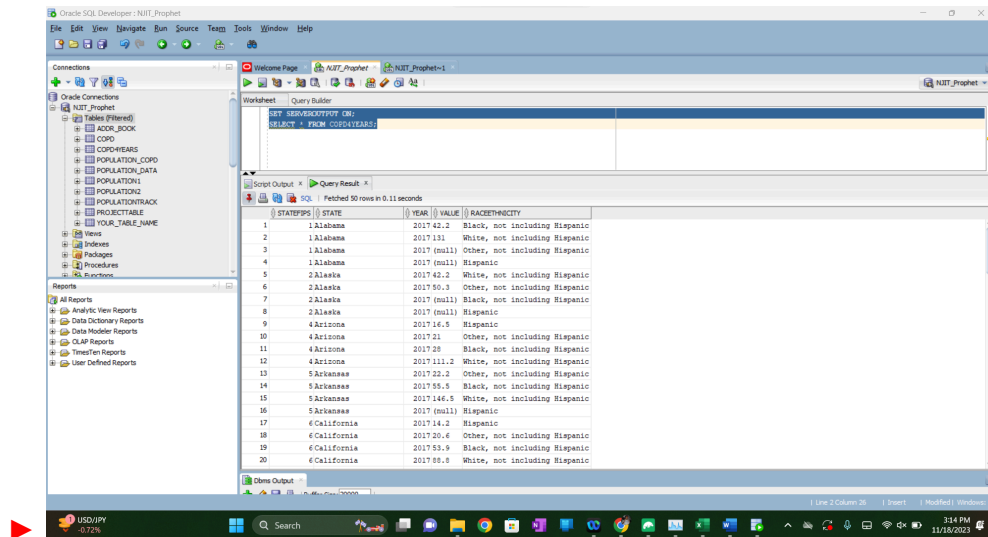 Oracle SQL Developer : NJIT_Prophet
File Edit View Navigate Run Source Team Tools Window Help
Connections
Oracle Connections
NJIT_Prophet
Tables (Filtered)
ADDR_BOOK
COPD
COPD4YEARS
POPULATION_COPD
POPULATION_DATA
POPULATION1
POPULATION2
POPULATIONTRACK
PROJECTTABLE
YOUR_TABLE_NAME
Views
Indexes
Packages
Procedures
Functions
Reports
All Reports
Analytic View Reports
Data Dictionary Reports
Data Modeler Reports
OLAP Reports
TimesTen Reports
User Defined Reports
Welcome Page NJIT_Prophet NJIT_Prophet~1
NJIT_Prophet
Worksheet Query Builder
SET SERVEROUTPUT ON;
SELECT * FROM COPD4YEARS;
Script Output x Query Result x
SQL | Fetched 50 rows in 0.11 seconds
STATEFIPS STATE YEAR VALUE RACEETHNICITY
1 1 Alabama 2017 42.2 Black, not including Hispanic
2 1 Alabama 2017 131 White, not including Hispanic
3 1 Alabama 2017 (null) Other, not including Hispanic
4 1 Alabama 2017 (null) Hispanic
5 2 Alaska 2017 42.2 White, not including Hispanic
6 2 Alaska 2017 50.3 Other, not including Hispanic
7 2 Alaska 2017 (null) Black, not including Hispanic
8 2 Alaska 2017 (null) Hispanic
9 4 Arizona 2017 16.5 Hispanic
10 4 Arizona 2017 21 Other, not including Hispanic
11 4 Arizona 2017 28 Black, not including Hispanic
12 4 Arizona 2017 111.2 White, not including Hispanic
13 5 Arkansas 2017 22.2 Other, not including Hispanic
14 5 Arkansas 2017 55.5 Black, not including Hispanic
15 5 Arkansas 2017 146.5 White, not including Hispanic
16 5 Arkansas 2017 (null) Hispanic
17 6 California 2017 14.2 Hispanic
18 6 California 2017 20.6 Other, not including Hispanic
19 6 California 2017 53.9 Black, not including Hispanic
20 6 California 2017 88.8 White, not including Hispanic
Dbms Output
Buffer Size: 20000
| Line 2 Column 26 | Insert | Modified | Windows:
USD/JPY
-0.72%
Search
3:14 PM
11/18/2023